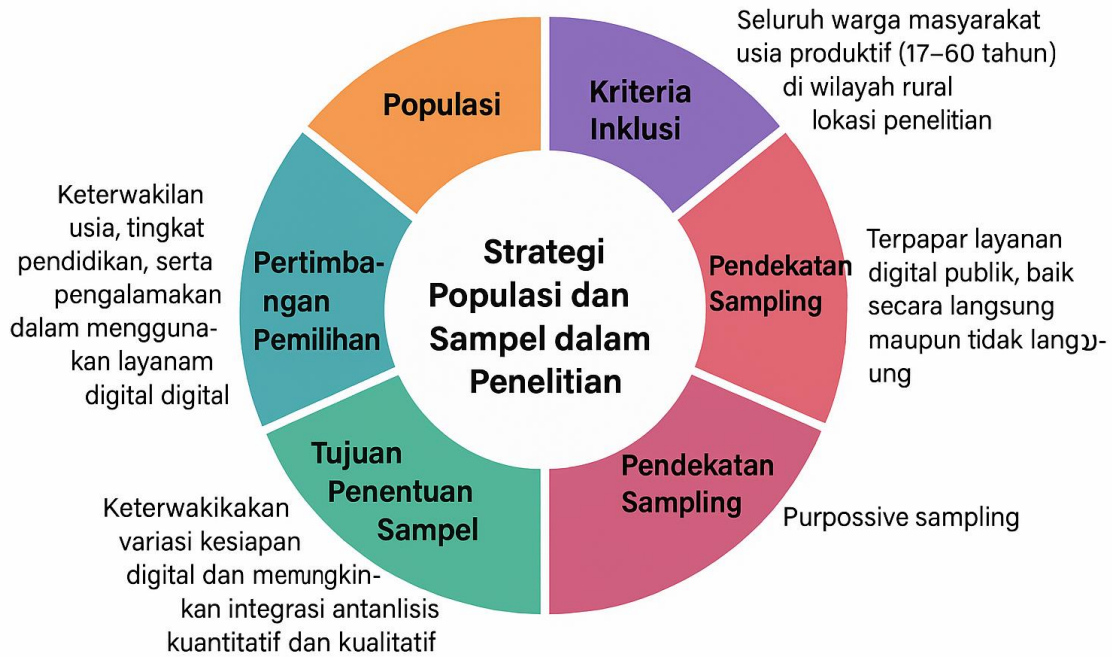 Populasi
Kriteria
Inklusi
Seluruh warga masyarakat
usia produktif (17–60 tahun)
di wilayah rural
lokasi penelitian
Pendekatan
Sampling
Terpapar layanan
digital publik, baik
secara langsung
maupun tidak
ung
Pendekatan
Sampling
Purpossive sampling
Tujuan
Penentuan
Sampel
Keterwakikakan
variasi kesiapan
digital dan memungkin-
kan integrasi antanlisis
kuantitatif dan kualitatif
Pertimba-
ngan
Pemilihan
Keterwakilan
usia, tingkat
pendidikan, serta
pengalamakan
dalam mengguna-
kan layanam
digital digital
Strategi
Populasi dan
Sampel dalam
Penelitian